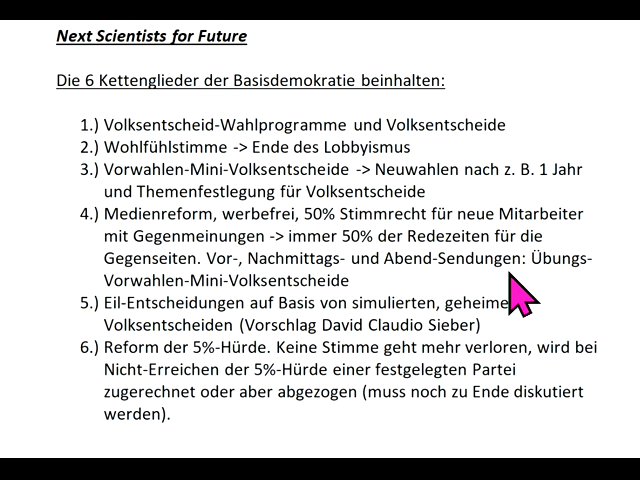 Next Scientists for Future
Die 6 Kettenglieder der Basisdemokratie beinhalten:
1.) Volksentscheid-Wahlprogramme und Volksentscheide
2.) Wohlfühlstimme -> Ende des Lobbyismus
3.) Vorwahlen-Mini-Volksentscheide -> Neuwahlen nach z. B. 1 Jahr
und Themenfestlegung für Volksentscheide
4.) Medienreform, werbefrei, 50% Stimmrecht für neue Mitarbeiter
mit Gegenmeinungen -> immer 50% der Redezeiten für die
Gegenseiten. Vor-, Nachmittags- und Abend-Sendungen: Übungs-
Vorwahlen-Mini-Volksentscheide
5.) Eil-Entscheidungen auf Basis von simulierten, geheime
Volksentscheiden (Vorschlag David Claudio Sieber)
6.) Reform der 5%-Hürde. Keine Stimme geht mehr verloren, wird bei
Nicht-Erreichen der 5%-Hürde einer festgelegten Partei
zugerechnet oder aber abgezogen (muss noch zu Ende diskutiert
werden).